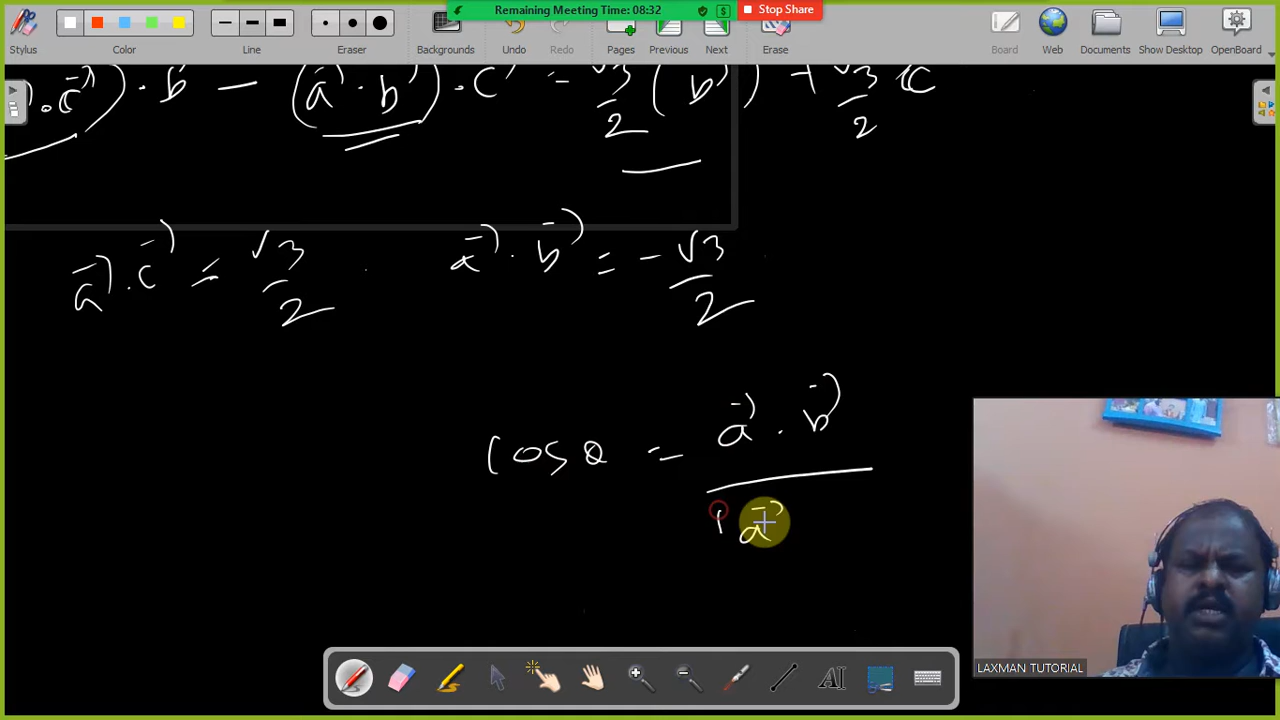 Remaining Meeting Time: 08:32
Stop Share
Stylus Color Line Eraser Backgrounds Undo Redo Pages Previous Next Erase Board Web Documents Show Desktop OpenBoard
· c⃗) · b⃗ − (a⃗ · b⃗) · c⃗ = √3/2 (b⃗) + √3/2 c
a⃗ · c⃗ = √3/2 a⃗ · b⃗ = −√3/2
cos θ = a⃗ · b⃗
| a⃗
LAXMAN TUTORIAL